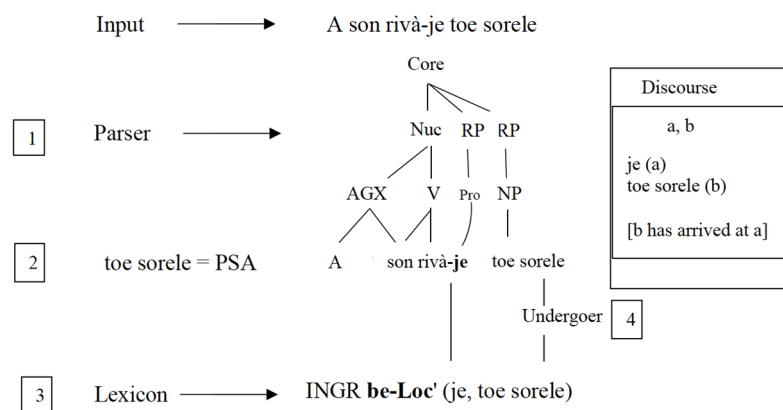 Input A son rivà-je toe sorele
Core
Discourse
a, b
1 Parser Nuc RP RP
je (a)
toe sorele (b)
AGX V Pro NP
[b has arrived at a]
2 toe sorele = PSA A son rivà-je toe sorele
Undergoer 4
3 Lexicon INGR be-Loc' (je, toe sorele)